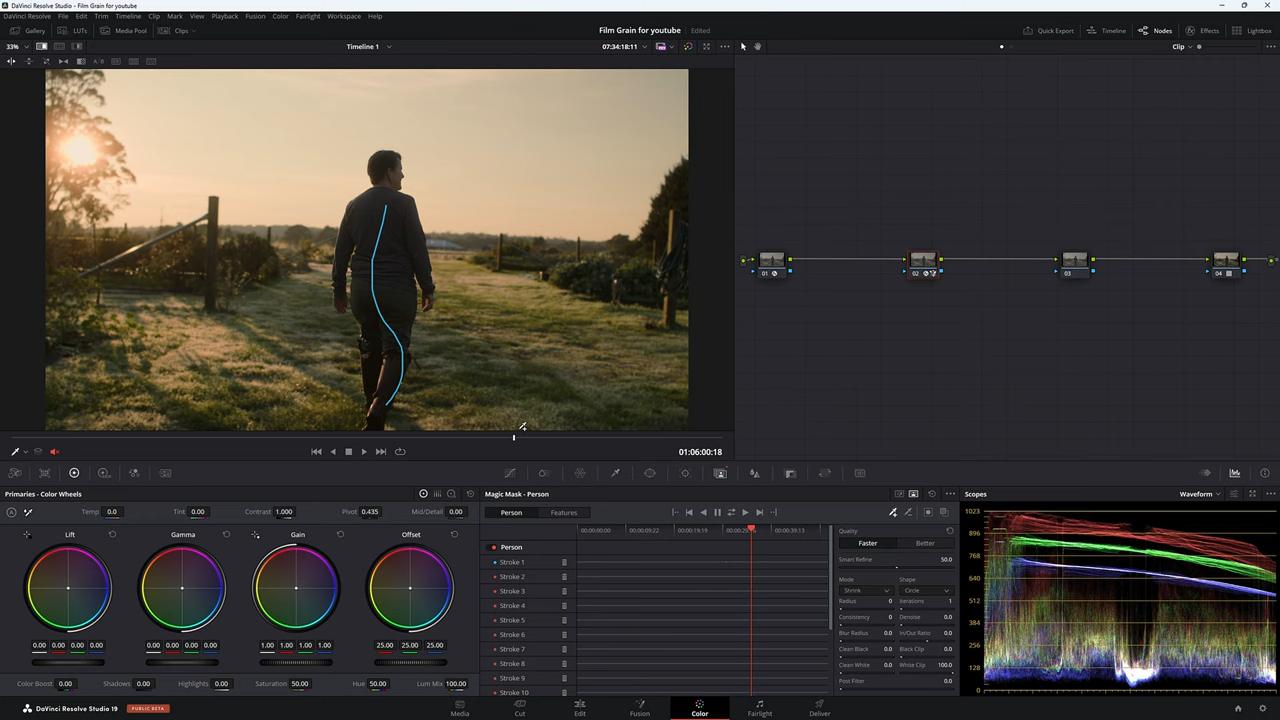 DaVinci Resolve Studio - Film Grain for youtube
DaVinci Resolve File Edit Trim Timeline Clip Mark View Playback Fusion Color Fairlight Workspace Help
Gallery LUTs Media Pool Clips Film Grain for youtube Edited Quick Export Timeline Nodes Effects Lightbox
33% Timeline 1 07:34:18:11 Clip
A/B
01 02 03 04
01:06:00:18
Primaries - Color Wheels Magic Mask - Person Scopes Waveform
Temp 0.0 Tint 0.00 Contrast 1.000 Pivot 0.435 Mid/Detail 0.00 Person Features
Lift Gamma Gain Offset
00:00:00:00 00:00:09:22 00:00:19:19 00:00:39:13
Quality
Faster Better
Smart Refine 50.0
Mode Shape
Shrink Circle
Radius 0 Iterations 1
Consistency 0 Denoise 0.0
Blur Radius 0.0 In/Out Ratio 0.0
Clean Black 0.0 Black Clip 0.0
Clean White 0.0 White Clip 100.0
Post Filter 0.0
Person
Stroke 1
Stroke 2
Stroke 3
Stroke 4
Stroke 5
Stroke 6
Stroke 7
Stroke 8
Stroke 9
Stroke 10
1023
896
768
640
512
384
256
128
0
0.00 0.00 0.00 0.00 0.00 0.00 0.00 0.00 1.00 1.00 1.00 1.00 25.00 25.00 25.00
Color Boost 0.00 Shadows 0.00 Highlights 0.00 Saturation 50.00 Hue 50.00 Lum Mix 100.00
DaVinci Resolve Studio 19 PUBLIC BETA Media Cut Edit Fusion Color Fairlight Deliver